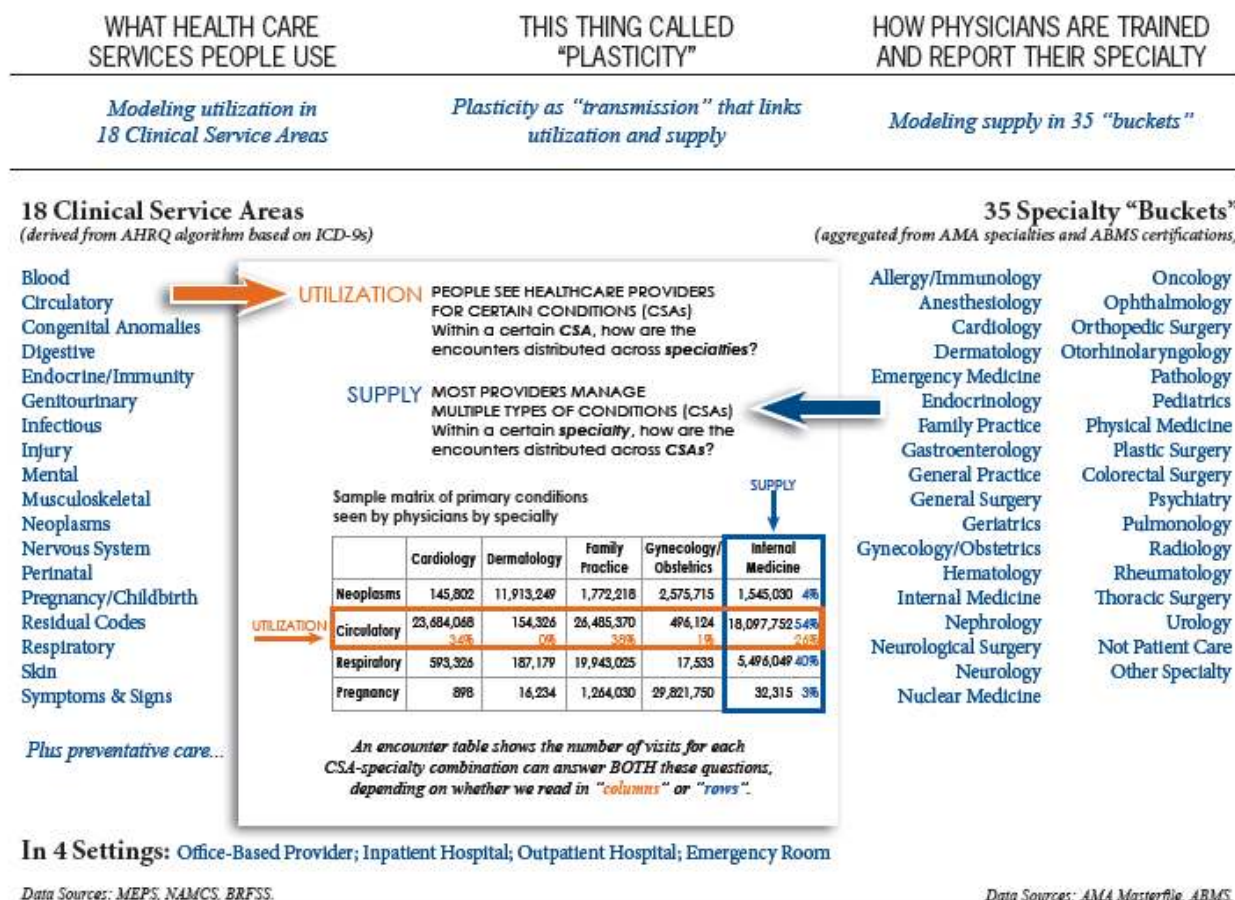 WHAT HEALTH CARE
SERVICES PEOPLE USE
THIS THING CALLED
"PLASTICITY"
HOW PHYSICIANS ARE TRAINED
AND REPORT THEIR SPECIALTY
Modeling utilization in
18 Clinical Service Areas
Plasticity as "transmission" that links
utilization and supply
Modeling supply in 35 "buckets"
18 Clinical Service Areas
(derived from AHRQ algorithm based on ICD-9s)
35 Specialty "Buckets"
(aggregated from AMA specialties and ABMS certifications)
Blood
Circulatory
Congenital Anomalies
Digestive
Endocrine/Immunity
Genitourinary
Infectious
Injury
Mental
Musculoskeletal
Neoplasms
Nervous System
Perinatal
Pregnancy/Childbirth
Residual Codes
Respiratory
Skin
Symptoms & Signs
Plus preventative care...
UTILIZATION PEOPLE SEE HEALTHCARE PROVIDERS
FOR CERTAIN CONDITIONS (CSAs)
Within a certain CSA, how are the
encounters distributed across specialties?
SUPPLY MOST PROVIDERS MANAGE
MULTIPLE TYPES OF CONDITIONS (CSAs)
Within a certain specialty, how are the
encounters distributed across CSAs?
Sample matrix of primary conditions
seen by physicians by specialty
SUPPLY
Cardiology Dermatology Family Practice Gynecology/Obstetrics Internal Medicine
Neoplasms 145,802 11,913,249 1,772,218 2,575,715 1,545,030 4%
UTILIZATION Circulatory 23,684,068 154,326 26,485,370 496,124 18,097,752 54%
34% 0% 38% 1% 26%
Respiratory 593,326 187,179 19,943,025 17,533 5,496,049 40%
Pregnancy 898 16,234 1,264,030 29,821,750 32,315 3%
An encounter table shows the number of visits for each
CSA-specialty combination can answer BOTH these questions,
depending on whether we read in "columns" or "rows".
Allergy/Immunology
Anesthestology
Cardiology
Dermatology
Emergency Medicine
Endocrinology
Family Practice
Gastroenterology
General Practice
General Surgery
Geriatrics
Gynecology/Obstetrics
Hematology
Internal Medicine
Nephrology
Neurological Surgery
Neurology
Nuclear Medicine
Oncology
Ophthalmology
Orthopedic Surgery
Otorhinolaryngology
Pathology
Pediatrics
Physical Medicine
Plastic Surgery
Colorectal Surgery
Psychiatry
Pulmonology
Radiology
Rheumatology
Thoracic Surgery
Urology
Not Patient Care
Other Specialty
In 4 Settings: Office-Based Provider; Inpatient Hospital; Outpatient Hospital; Emergency Room
Data Sources: MEPS, NAMCS, BRFSS.
Data Sources: AMA Masterfile, ABMS.